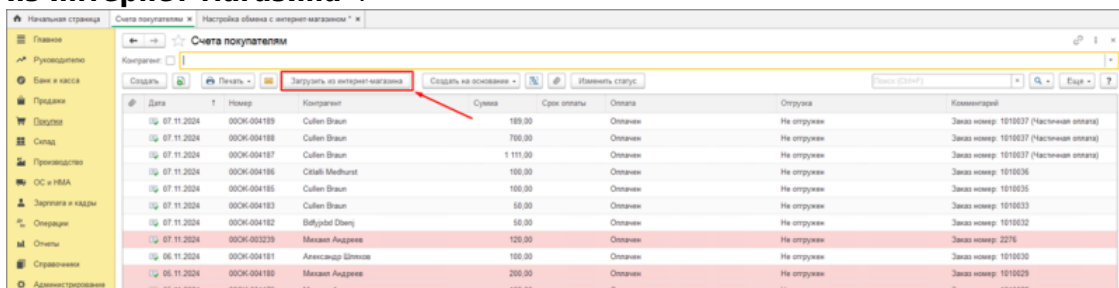 Начальная страница Счета покупателям × Настройка обмена с интернет-магазином * ×
Главное
Руководителю
Банк и касса
Продажи
Покупки
Склад
Производство
ОС и НМА
Зарплата и кадры
Операции
Отчеты
Справочники
Администрирование
← → Счета покупателям
Контрагент:
Создать Печать Загрузить из интернет-магазина Создать на основании Изменить статус Поиск (Ctrl+F) × Еще ?
Дата ↑ Номер Контрагент Сумма Срок оплаты Оплата Отгрузка Комментарий
07.11.2024 00ОК-004189 Cullen Braun 189,00 Оплачен Не отгружен Заказ номер: 1010037 (Частичная оплата)
07.11.2024 00ОК-004188 Cullen Braun 700,00 Оплачен Не отгружен Заказ номер: 1010037 (Частичная оплата)
07.11.2024 00ОК-004187 Cullen Braun 1 111,00 Оплачен Не отгружен Заказ номер: 1010037 (Частичная оплата)
07.11.2024 00ОК-004186 Citlalli Medhurst 100,00 Оплачен Не отгружен Заказ номер: 1010036
07.11.2024 00ОК-004185 Cullen Braun 100,00 Оплачен Не отгружен Заказ номер: 1010035
07.11.2024 00ОК-004183 Cullen Braun 50,00 Оплачен Не отгружен Заказ номер: 1010033
07.11.2024 00ОК-004182 50,00 Оплачен Не отгружен Заказ номер: 1010032
07.11.2024 00ОК-003239 Михаил Андреев 120,00 Оплачен Не отгружен Заказ номер: 2276
06.11.2024 00ОК-004181 Александр Шляхов 100,00 Оплачен Не отгружен Заказ номер: 1010030
05.11.2024 00ОК-004180 Михаил Андреев 200,00 Оплачен Не отгружен Заказ номер: 1010029